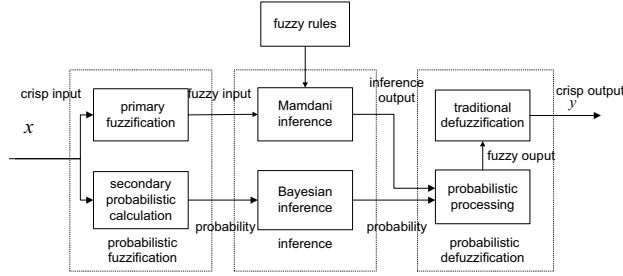 fuzzy rules
crisp input
fuzzy input
inference
output
crisp output
x
y
primary
fuzzification
Mamdani
inference
traditional
defuzzification
fuzzy ouput
secondary
probabilistic
calculation
probability
Bayesian
inference
probability
probabilistic
processing
probabilistic
fuzzification
inference
probabilistic
defuzzification